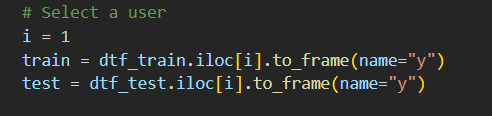 # Select a user
i = 1
train = dtf_train.iloc[i].to_frame(name="y")
test = dtf_test.iloc[i].to_frame(name="y")